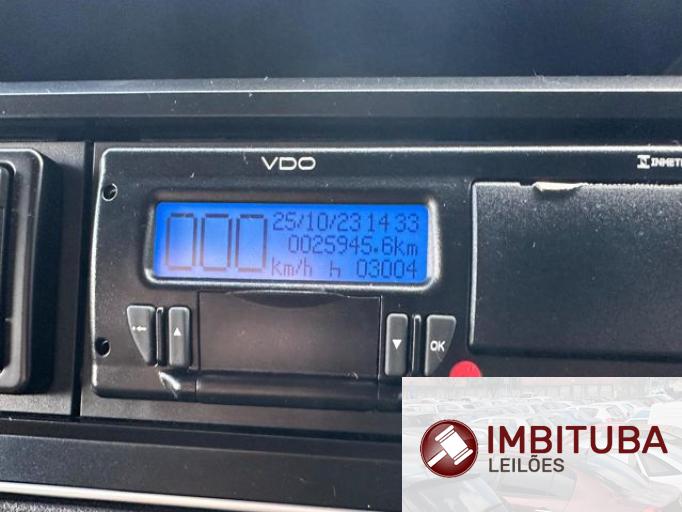 VDO
25/10/23 14 33
000
0025945.6km
km/h h 03004
OK
IMBITUBA
LEILÕES